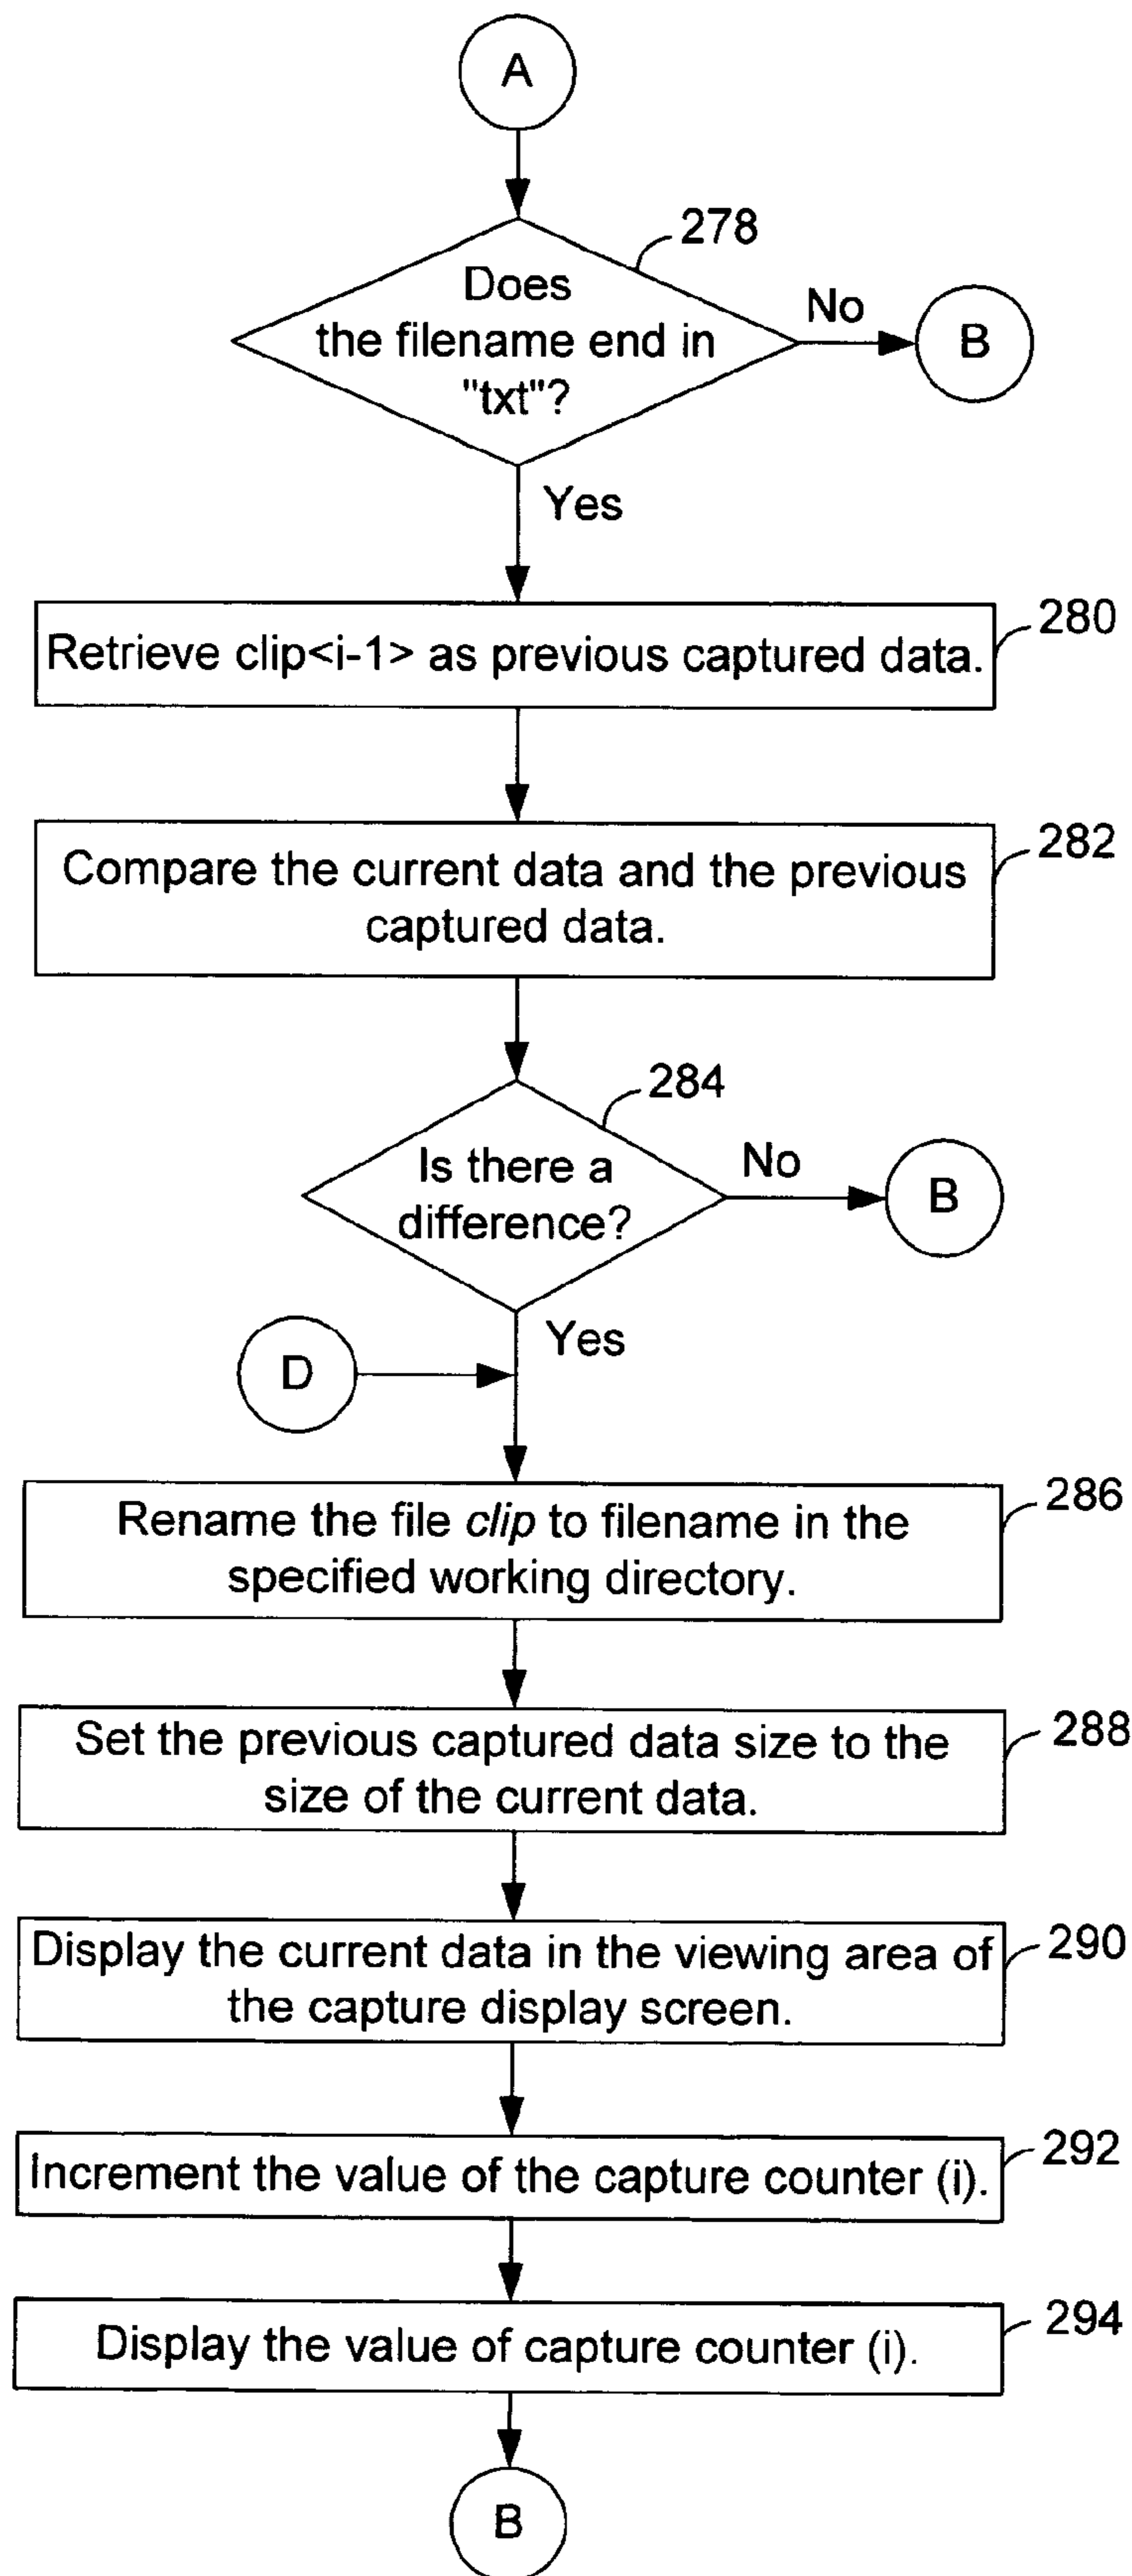 A
278
Does
the filename end in
"txt"?
No
B
Yes
280
Retrieve clip<i-1> as previous captured data.
282
Compare the current data and the previous
captured data.
284
Is there a
difference?
No
B
Yes
D
286
Rename the file clip to filename in the
specified working directory.
288
Set the previous captured data size to the
size of the current data.
290
Display the current data in the viewing area of
the capture display screen.
292
Increment the value of the capture counter (i).
294
Display the value of capture counter (i).
B